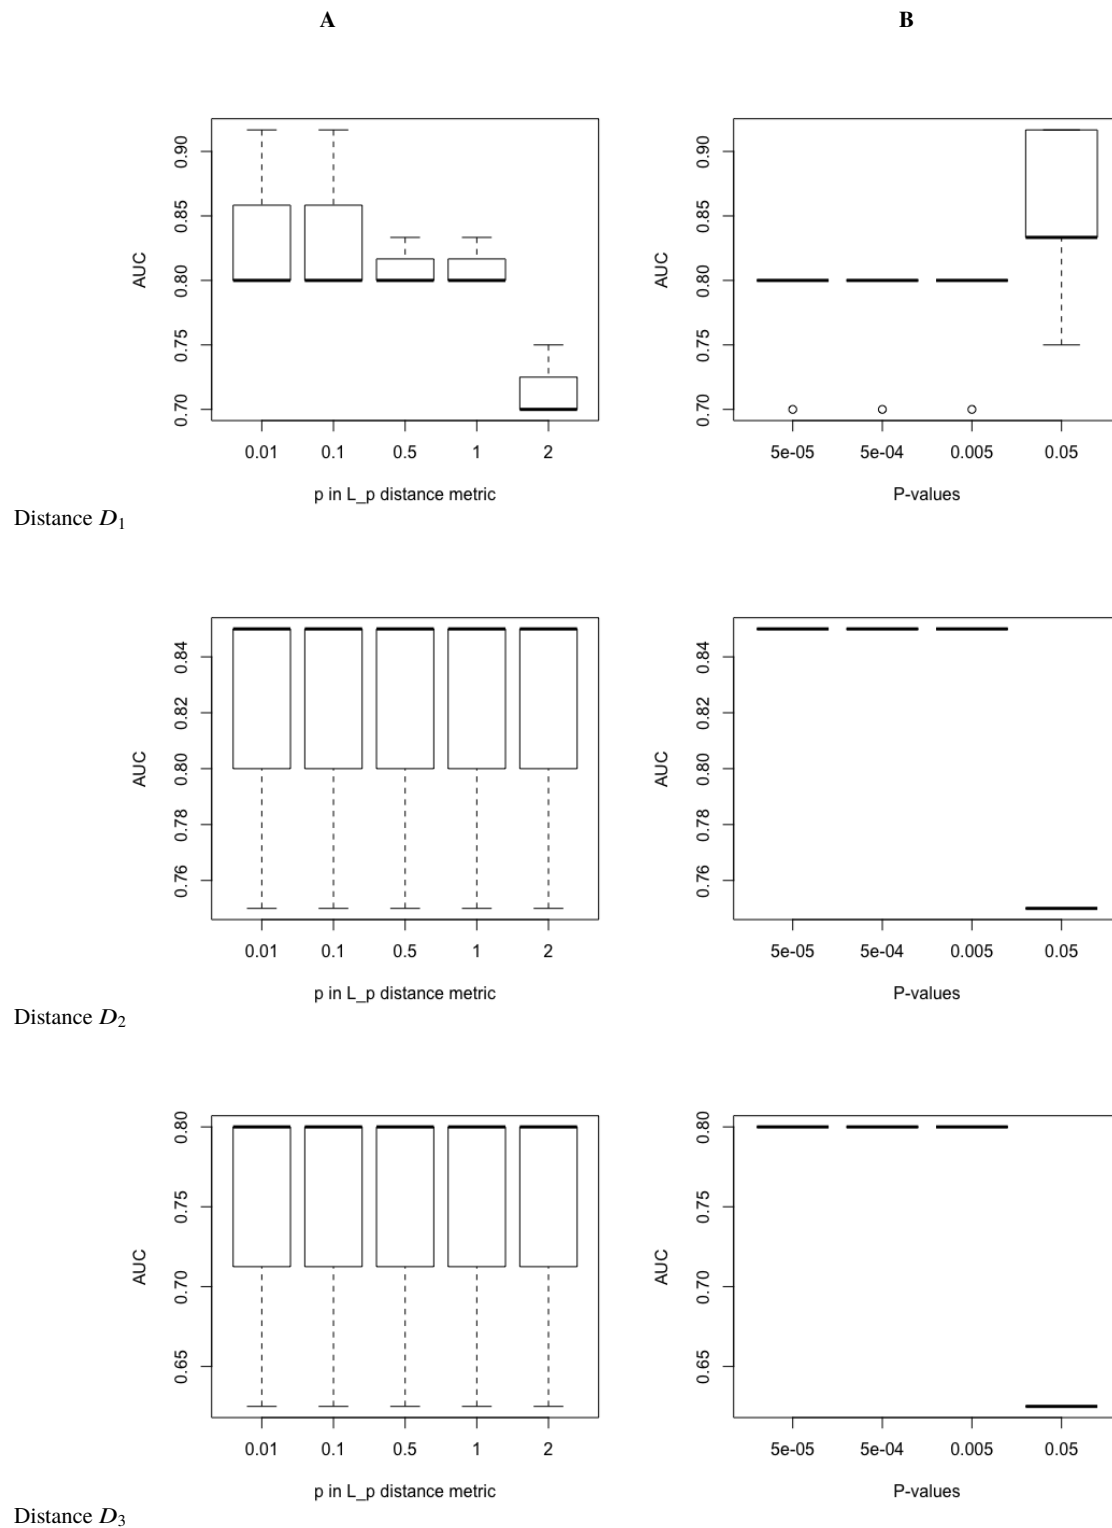 A
B
AUC
0.90
0.85
0.80
0.75
0.70
0.01 0.1 0.5 1 2
p in L_p distance metric
AUC
0.90
0.85
0.80
0.75
0.70
5e-05 5e-04 0.005 0.05
P-values
Distance D₁
AUC
0.84
0.82
0.80
0.78
0.76
0.01 0.1 0.5 1 2
p in L_p distance metric
AUC
0.84
0.82
0.80
0.78
0.76
5e-05 5e-04 0.005 0.05
P-values
Distance D₂
AUC
0.80
0.75
0.70
0.65
0.01 0.1 0.5 1 2
p in L_p distance metric
AUC
0.80
0.75
0.70
0.65
5e-05 5e-04 0.005 0.05
P-values
Distance D₃